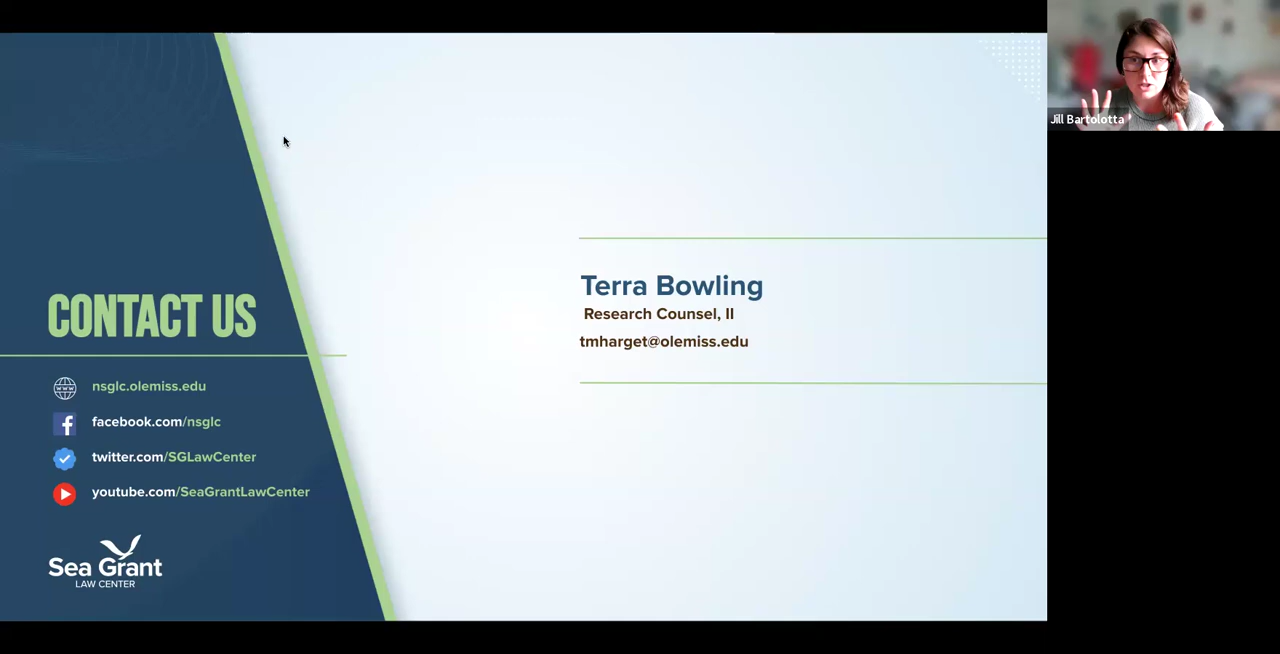 Jill Bartolotta
Terra Bowling
Research Counsel, II
tmharget@olemiss.edu
CONTACT US
nsglc.olemiss.edu
facebook.com/nsglc
twitter.com/SGLawCenter
youtube.com/SeaGrantLawCenter
Sea Grant
LAW CENTER